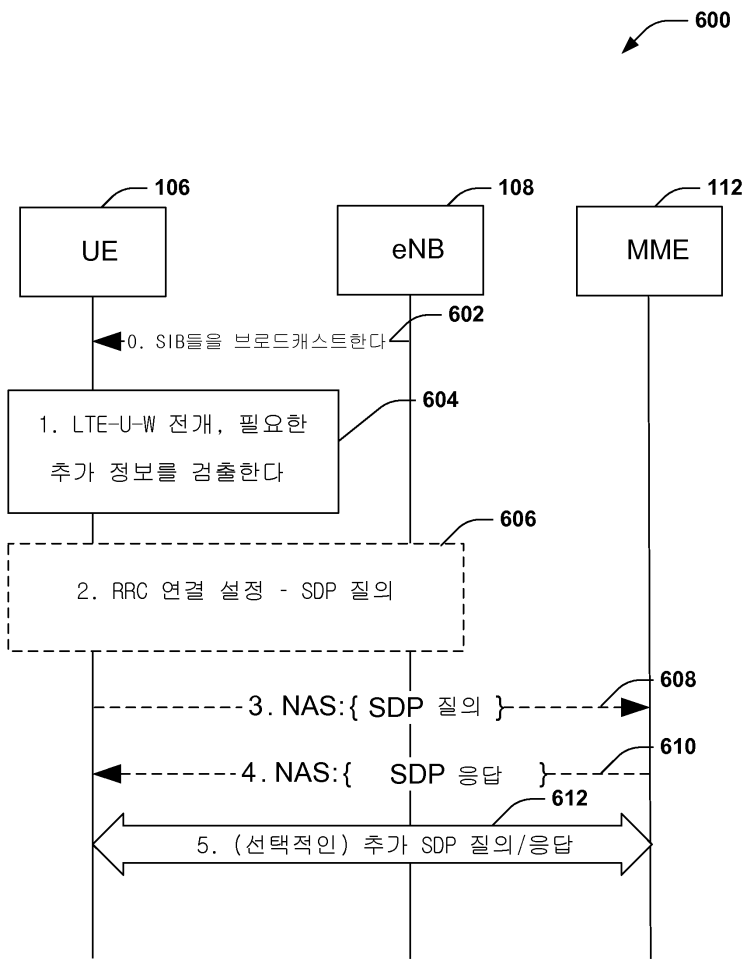 600
106
108
112
UE
eNB
MME
602
0. SIB들을 브로드캐스트한다
604
1. LTE-U-W 전개, 필요한
추가 정보를 검출한다
606
2. RRC 연결 설정 - SDP 질의
608
3. NAS:{ SDP 질의 }
610
4. NAS:{ SDP 응답 }
612
5. (선택적인) 추가 SDP 질의/응답